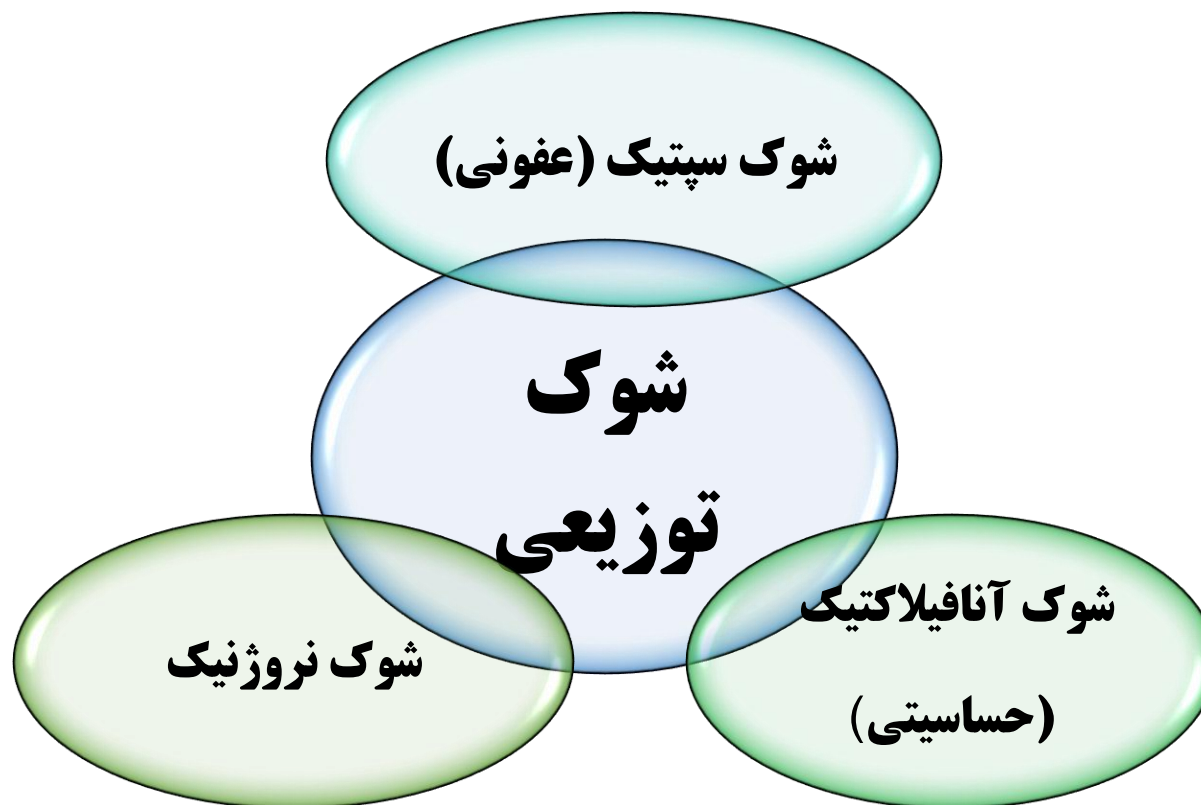 شوک سپتیک (عفونی)
شوک
توزیعی
شوک آنافیلاکتیک
(حساسیتی)
شوک نروژنیک